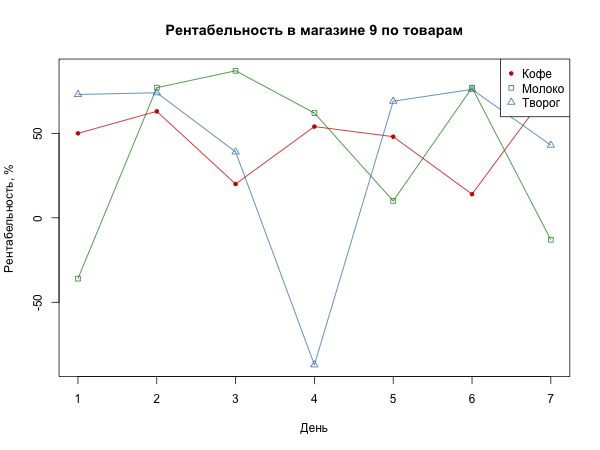 Рентабельность в магазине 9 по товарам
Кофе
Молоко
Творог
Рентабельность, %
50
0
-50
1 2 3 4 5 6 7
День